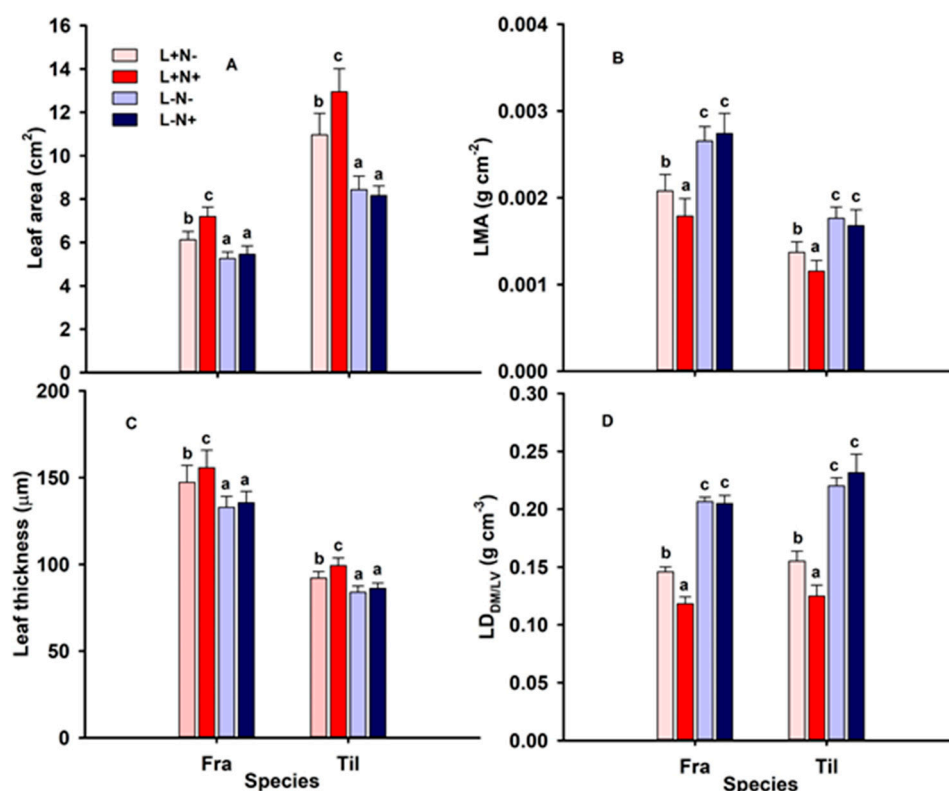 16
14
12
10
8
6
4
2
0
Leaf area (cm2)
L+N-
L+N+
L-N-
L-N+
A
b
c
a
a
b
c
a
a
0.004
0.003
0.002
0.001
0.000
LMA (g cm-2)
B
b
a
c
c
b
a
c
c
200
150
100
50
0
Leaf thickness (μm)
C
b
c
a
a
b
c
a
a
Fra
Til
Species
0.30
0.25
0.20
0.15
0.10
0.05
0.00
LDDM/LV (g cm-3)
D
b
a
c
c
b
a
c
c
Fra
Til
Species